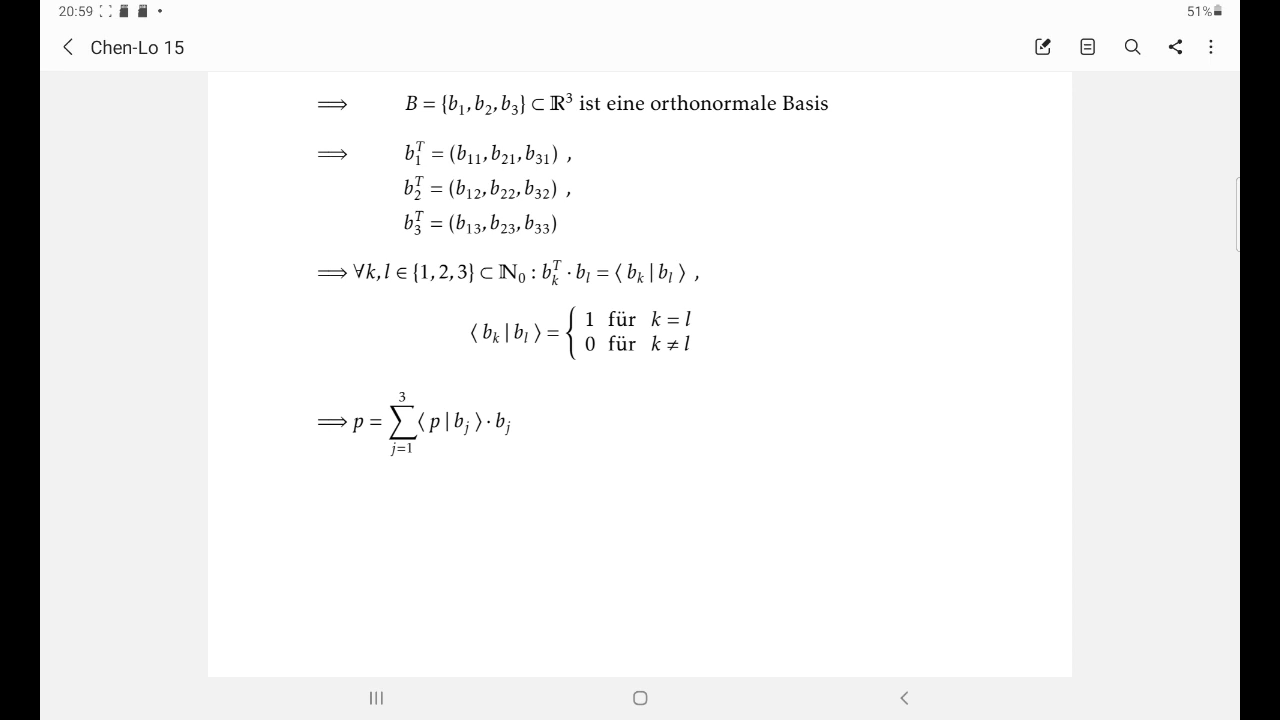 20:59
51%
Chen-Lo 15
⟹ B = {b₁, b₂, b₃} ⊂ ℝ³ ist eine orthonormale Basis
⟹ b₁ᵀ = (b₁₁, b₂₁, b₃₁) ,
b₂ᵀ = (b₁₂, b₂₂, b₃₂) ,
b₃ᵀ = (b₁₃, b₂₃, b₃₃)
⟹ ∀k, l ∈ {1, 2, 3} ⊂ ℕ₀ : bₖᵀ · bₗ = ⟨ bₖ | bₗ ⟩ ,
⟨ bₖ | bₗ ⟩ = { 1 für k = l
0 für k ≠ l
⟹ p = ∑_{j=1}^{3} ⟨ p | bⱼ ⟩ · bⱼ